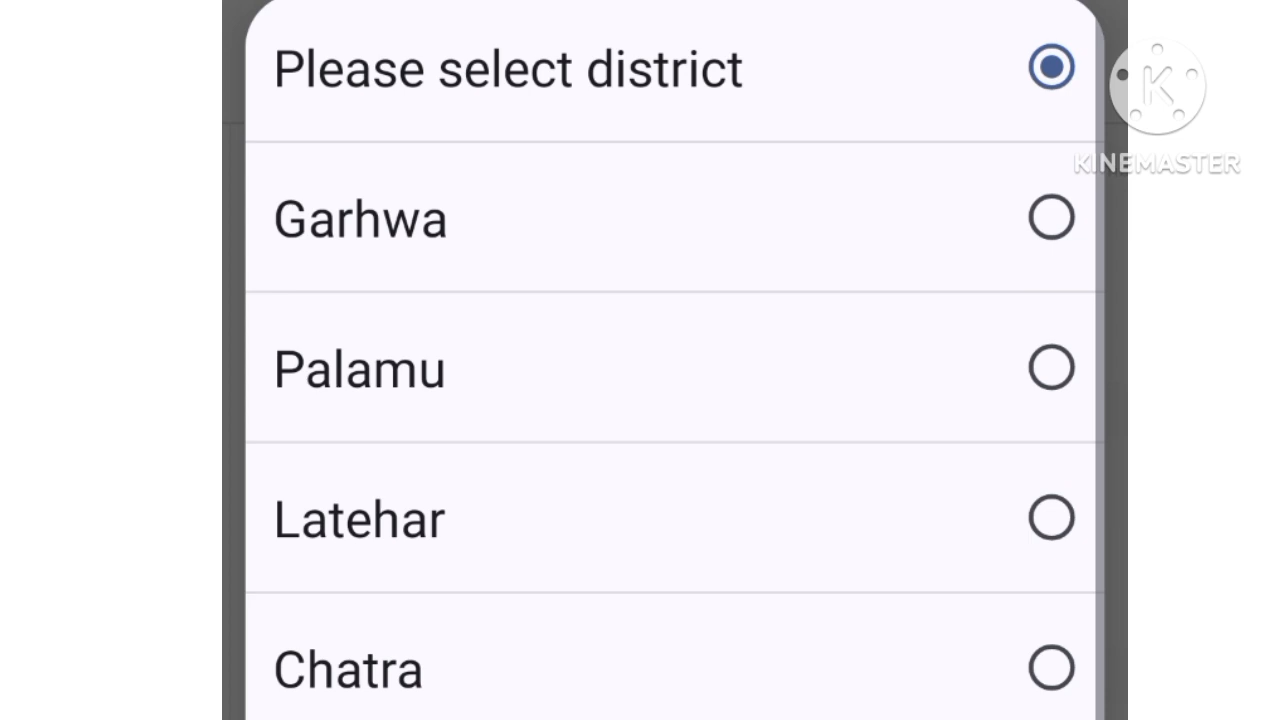 Please select district
KINEMASTER
Garhwa
Palamu
Latehar
Chatra